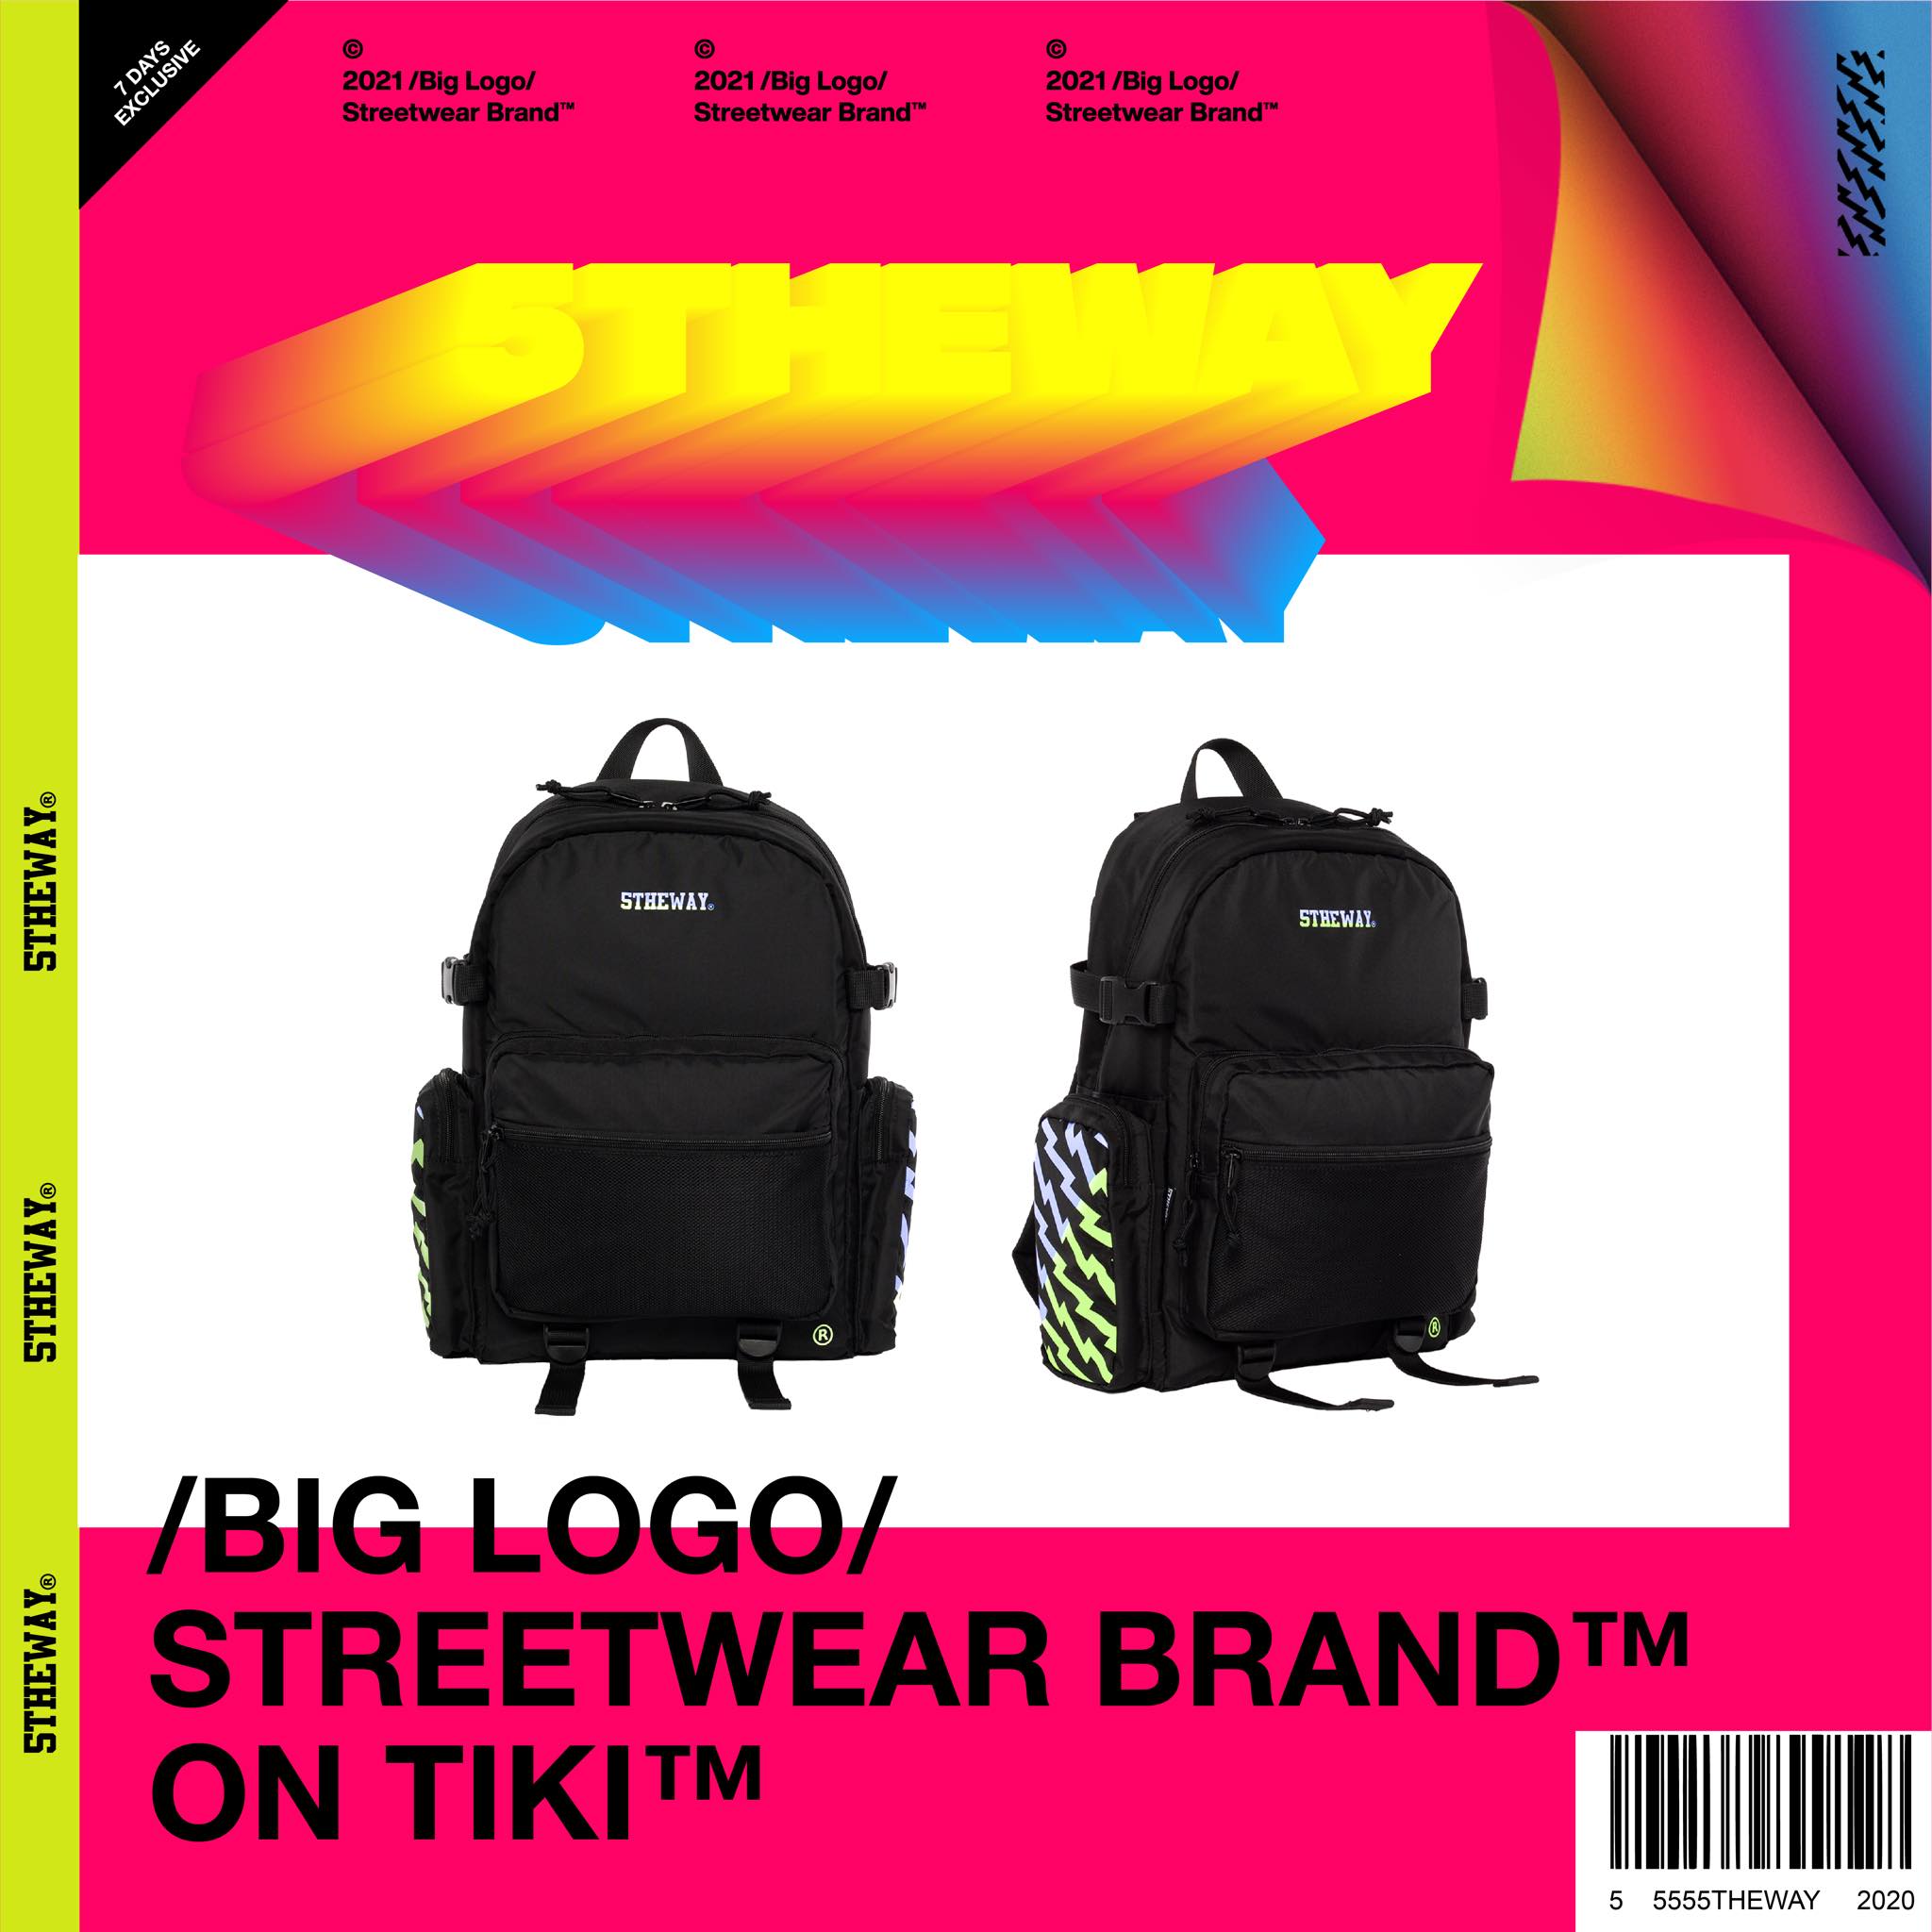 7 DAYS
EXCLUSIVE
©
2021 /Big Logo/
Streetwear Brand™
©
2021 /Big Logo/
Streetwear Brand™
©
2021 /Big Logo/
Streetwear Brand™
5THEWAY
5THEWAY®
5THEWAY®
5THEWAY®
5THEWAY®
5THEWAY®
®
®
/BIG LOGO/
STREETWEAR BRAND™
ON TIKI™
5 5555THEWAY 2020